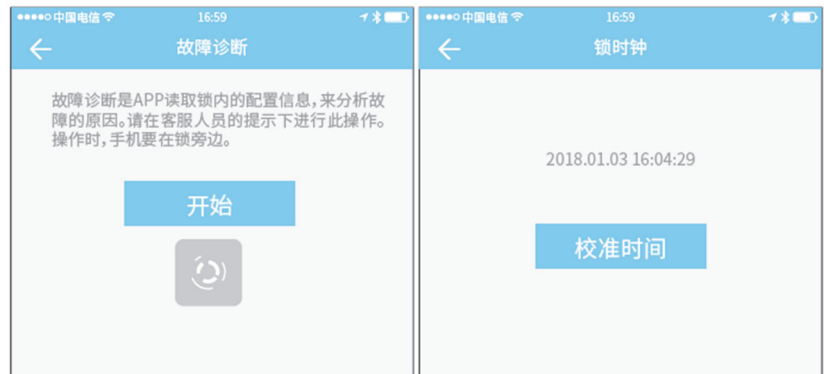 中国电信 16:59
故障诊断
故障诊断是APP读取锁内的配置信息,来分析故
障的原因。请在客服人员的提示下进行此操作。
操作时,手机要在锁旁边。
开始
中国电信 16:59
锁时钟
2018.01.03 16:04:29
校准时间